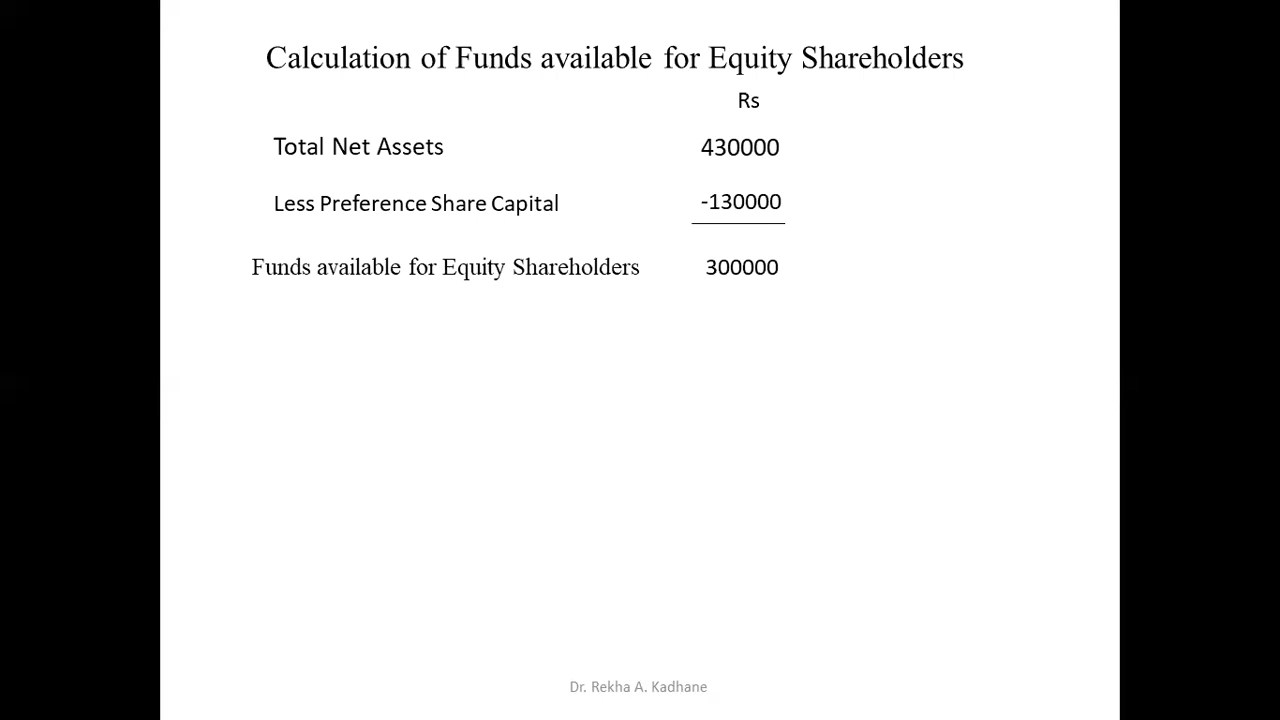 Calculation of Funds available for Equity Shareholders
Rs
Total Net Assets 430000
Less Preference Share Capital -130000
Funds available for Equity Shareholders 300000
Dr. Rekha A. Kadhane